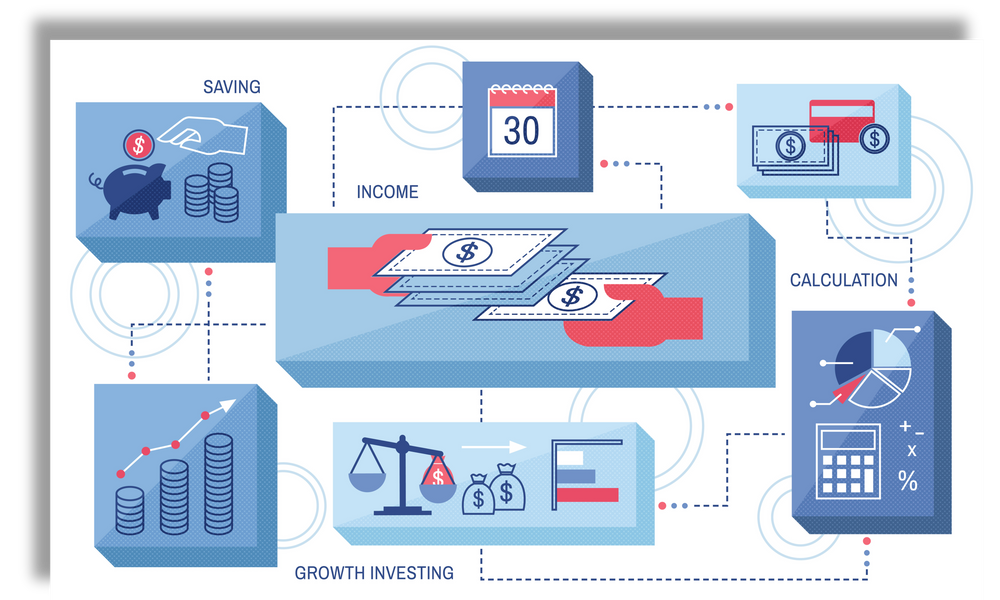 SAVING
$
30
$
$
INCOME
$
$
CALCULATION
+
-
x
%
$
$
$
GROWTH INVESTING